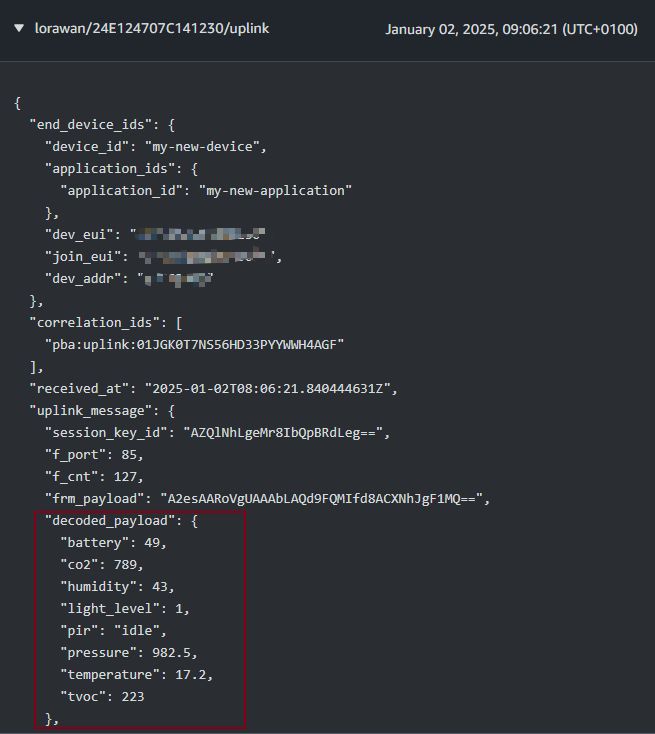 lorawan/24E124707C141230/uplink January 02, 2025, 09:06:21 (UTC+0100)
{
"end_device_ids": {
"device_id": "my-new-device",
"application_ids": {
"application_id": "my-new-application"
},
"dev_eui": "
"join_eui": ",
"dev_addr": "
},
"correlation_ids": [
"pba:uplink:01JGK0T7NS56HD33PYYWWH4AGF"
],
"received_at": "2025-01-02T08:06:21.840444631Z",
"uplink_message": {
"session_key_id": "AZQlNhLgeMr8IbQpBRdLeg==",
"f_port": 85,
"f_cnt": 127,
"frm_payload": "A2esAARoVgUAAAbLAQd9FQMIfd8ACXNhJgF1MQ==",
"decoded_payload": {
"battery": 49,
"co2": 789,
"humidity": 43,
"light_level": 1,
"pir": "idle",
"pressure": 982.5,
"temperature": 17.2,
"tvoc": 223
},